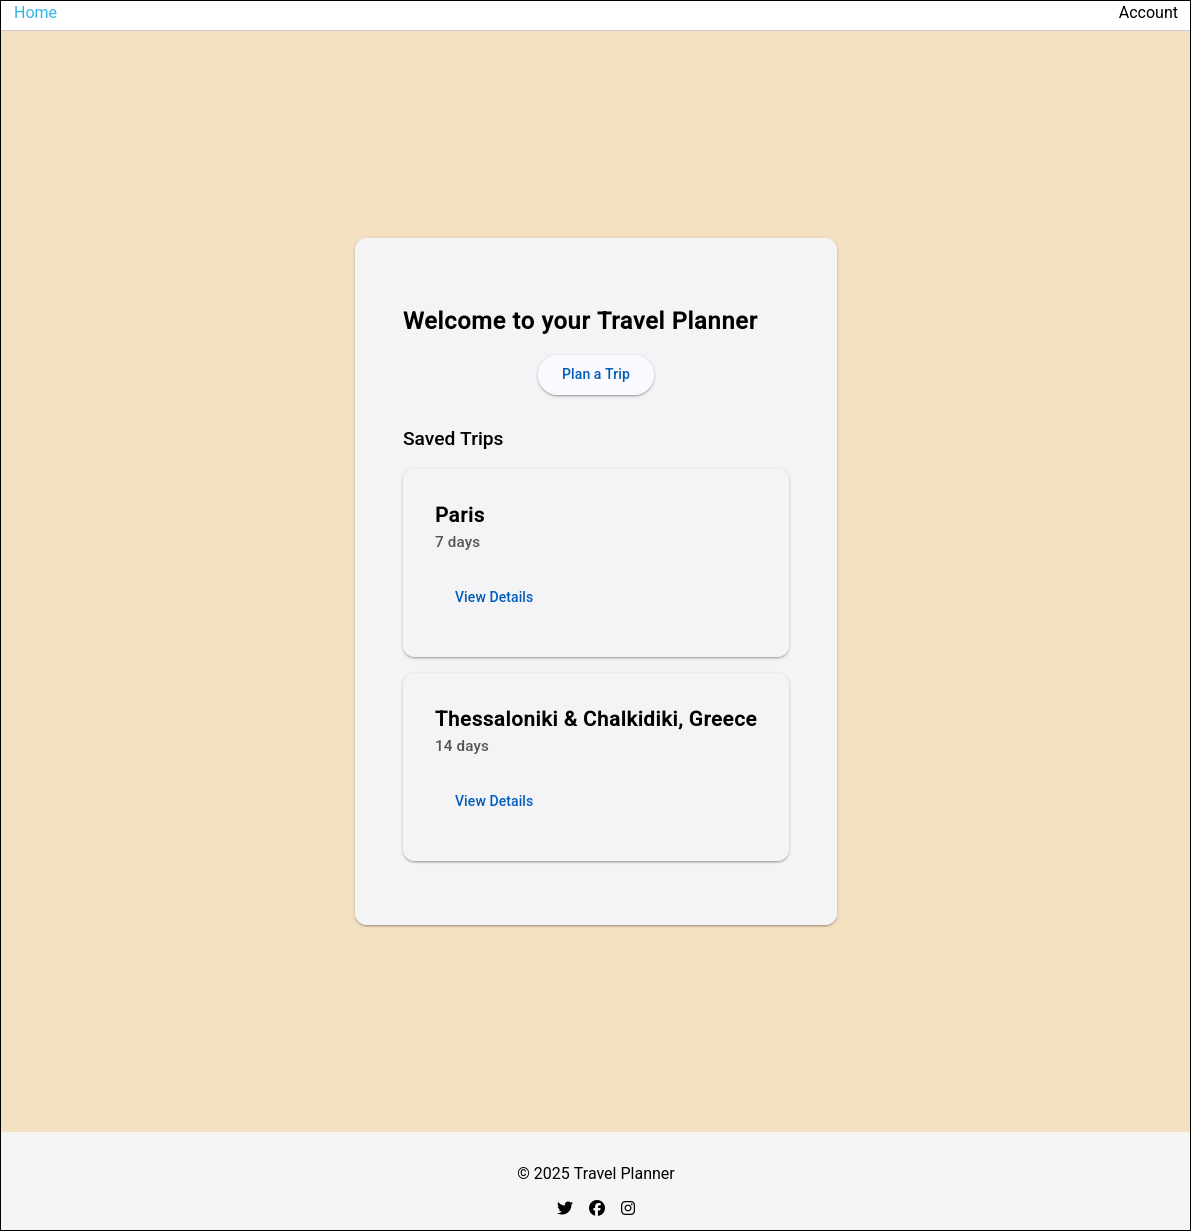 Home
Account
Welcome to your Travel Planner
Plan a Trip
Saved Trips
Paris
7 days
View Details
Thessaloniki & Chalkidiki, Greece
14 days
View Details
© 2025 Travel Planner